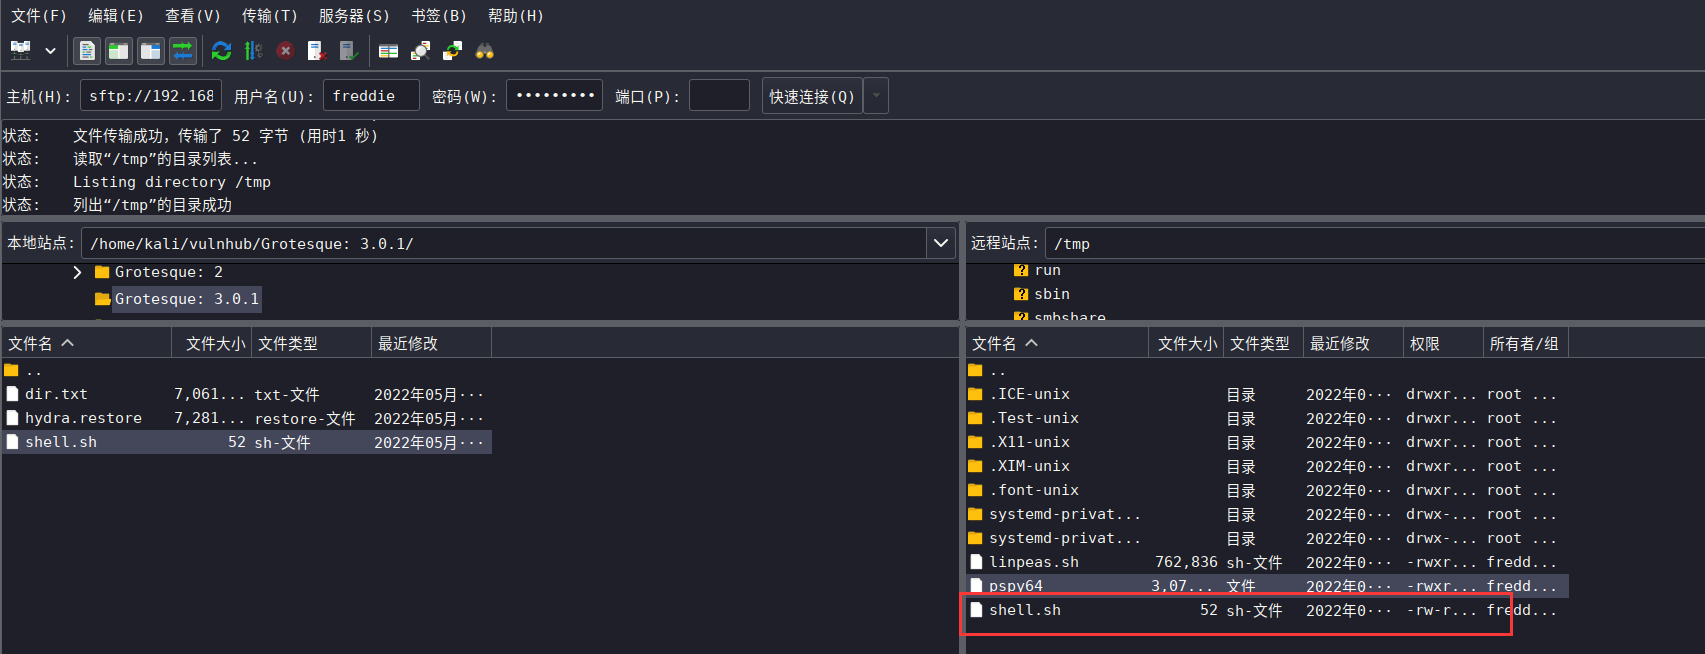 文件(F) 编辑(E) 查看(V) 传输(T) 服务器(S) 书签(B) 帮助(H)
主机(H): sftp://192.168 用户名(U): freddie 密码(W): ••••••••• 端口(P): 快速连接(Q)
状态: 文件传输成功，传输了 52 字节 (用时1 秒)
状态: 读取“/tmp”的目录列表...
状态: Listing directory /tmp
状态: 列出“/tmp”的目录成功
本地站点: /home/kali/vulnhub/Grotesque: 3.0.1/
Grotesque: 2
Grotesque: 3.0.1
远程站点: /tmp
run
sbin
smbshare
文件名 文件大小 文件类型 最近修改
..
dir.txt 7,061... txt-文件 2022年05月···
hydra.restore 7,281... restore-文件 2022年05月···
shell.sh 52 sh-文件 2022年05月···
文件名 文件大小 文件类型 最近修改 权限 所有者/组
..
.ICE-unix 目录 2022年0··· drwxr... root ...
.Test-unix 目录 2022年0··· drwxr... root ...
.X11-unix 目录 2022年0··· drwxr... root ...
.XIM-unix 目录 2022年0··· drwxr... root ...
.font-unix 目录 2022年0··· drwxr... root ...
systemd-privat... 目录 2022年0··· drwx-... root ...
systemd-privat... 目录 2022年0··· drwx-... root ...
linpeas.sh 762,836 sh-文件 2022年0··· -rwxr... fredd...
pspy64 3,07... 文件 2022年0··· -rwxr... fredd...
shell.sh 52 sh-文件 2022年0··· -rw-r... fredd...